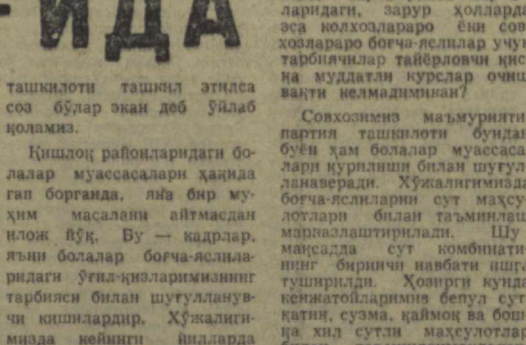 ИДА
ташкилоти ташкил этилса
соз бўлар экан деб ўйлаб
қоламиз.
Қишлоқ районларидаги бо-
лалар муассасалари ҳақида
гап борганда, яна бир му-
ҳим масалани айтмасдан
илож йўқ. Бу — кадрлар,
яъни болалар боғча-яслила-
ридаги ўғил-қизларимизнинг
тарбияси билан шуғулланув-
чи кишилардир. Хўжалиги-
мизда кейинги йилларда
ларидаги, зарур ҳолларда
эса колхозлараро ёки сов-
хозлараро боғча-яслилар учун
тарбиячилар тайёрловчи қис-
қа муддатли курслар очиш
вақти келмадимикан?
Совхозимиз маъмурияти,
партия ташкилоти бундан
буён ҳам болалар муассаса-
лари қурилиши билан шуғул-
ланаверади. Хўжалигимизда
боғча-яслиларни сут маҳсу-
лотлари билан таъминлаш
марказлаштирилади. Шу
мақсадда сут комбинати-
нинг биринчи навбати ишга
туширилди. Ҳозирги кунда
кенжатойларимиз бепул сут,
қатиқ, сузма, қаймоқ ва бош-
қа хил сутли маҳсулотлар